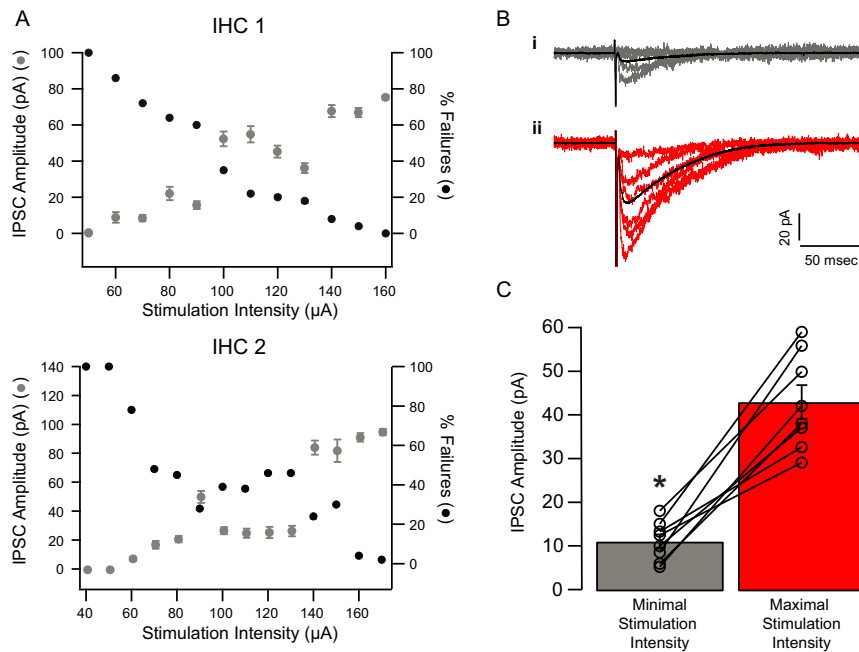 A
IHC 1
IPSC Amplitude (pA) (●)
100
80
60
40
20
0
100
80
60
40
20
0
% Failures (●)
60 80 100 120 140 160
Stimulation Intensity (µA)
IHC 2
IPSC Amplitude (pA) (●)
140
120
100
80
60
40
20
0
100
80
60
40
20
0
% Failures (●)
40 60 80 100 120 140 160
Stimulation Intensity (µA)
B
i
ii
20 pA
50 msec
C
IPSC Amplitude (pA)
60
50
40
30
20
10
0
*
Minimal
Stimulation
Intensity
Maximal
Stimulation
Intensity